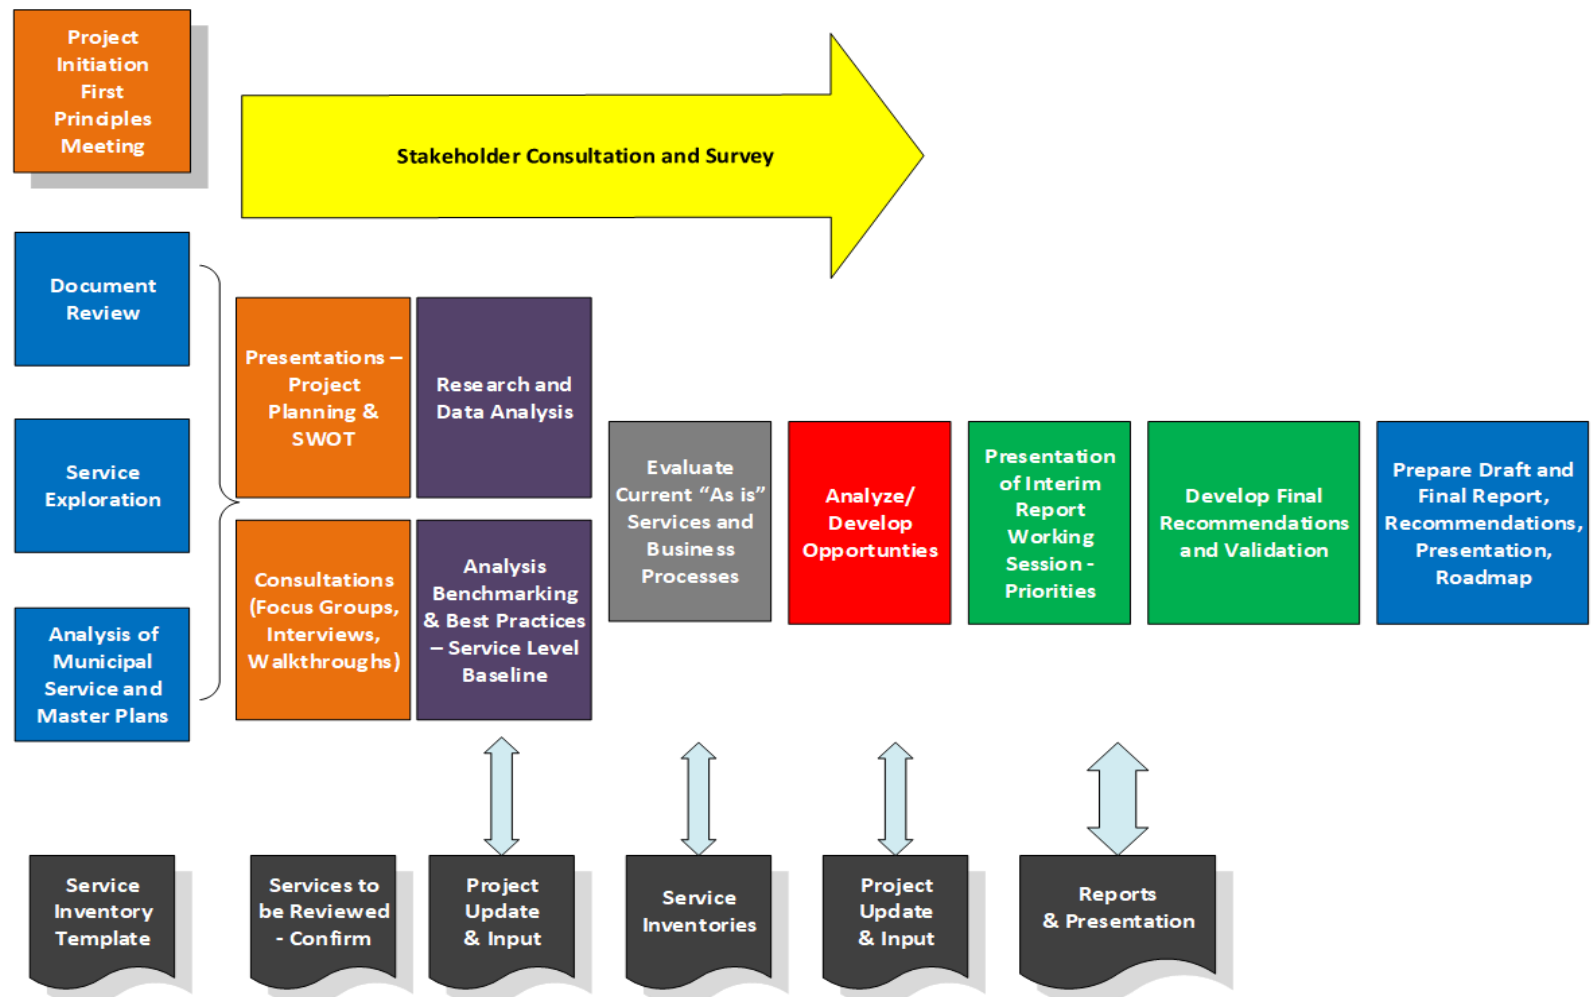 Project
Initiation
First
Principles
Meeting
Stakeholder Consultation and Survey
Document
Review
Service
Exploration
Analysis of
Municipal
Service and
Master Plans
Presentations –
Project
Planning &
SWOT
Research and
Data Analysis
Consultations
(Focus Groups,
Interviews,
Walkthroughs)
Analysis
Benchmarking
& Best Practices
– Service Level
Baseline
Evaluate
Current “As is”
Services and
Business
Processes
Analyze/
Develop
Opportunties
Presentation
of Interim
Report
Working
Session -
Priorities
Develop Final
Recommendations
and Validation
Prepare Draft and
Final Report,
Recommendations,
Presentation,
Roadmap
Service
Inventory
Template
Services to
be Reviewed
- Confirm
Project
Update
& Input
Service
Inventories
Project
Update
& Input
Reports
& Presentation